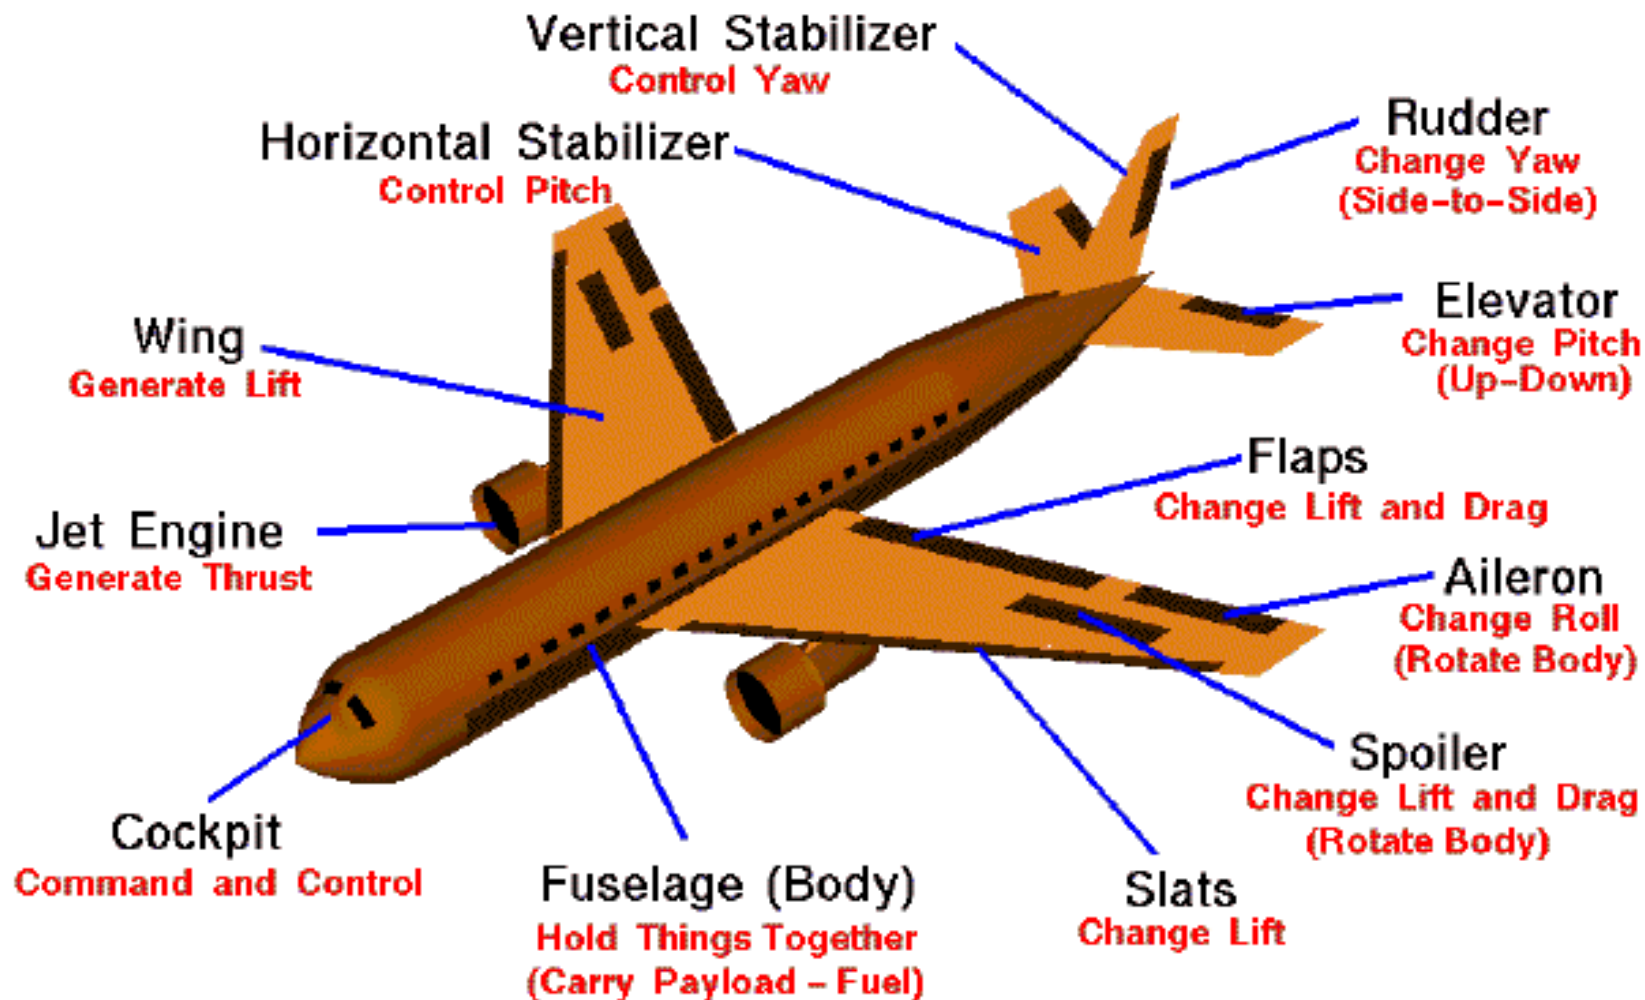 Vertical Stabilizer
Control Yaw
Horizontal Stabilizer
Control Pitch
Rudder
Change Yaw
(Side-to-Side)
Wing
Generate Lift
Elevator
Change Pitch
(Up-Down)
Flaps
Change Lift and Drag
Jet Engine
Generate Thrust
Aileron
Change Roll
(Rotate Body)
Spoiler
Change Lift and Drag
(Rotate Body)
Cockpit
Command and Control
Fuselage (Body)
Hold Things Together
(Carry Payload - Fuel)
Slats
Change Lift